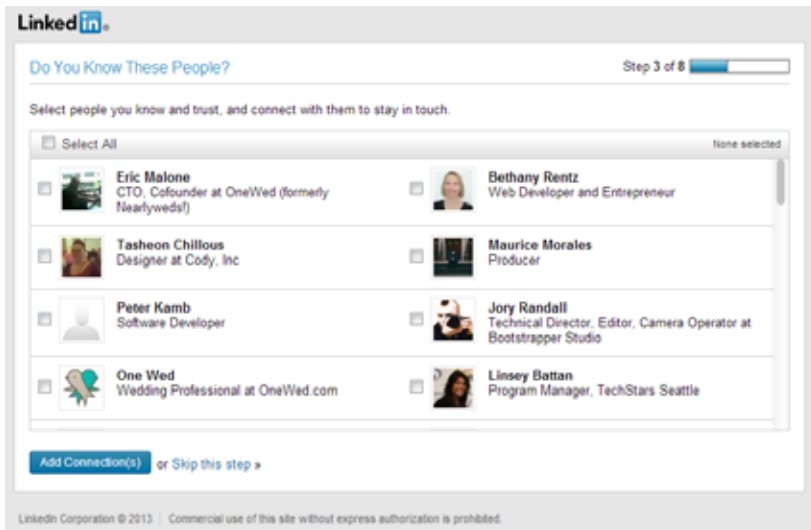 Linked in®
Do You Know These People?
Step 3 of 8
Select people you know and trust, and connect with them to stay in touch.
Select All
None selected
Eric Malone
CTO, Cofounder at OneWed (formerly
Nearlyweds!)
Bethany Rentz
Web Developer and Entrepreneur
Tasheon Chillous
Designer at Cody, Inc
Maurice Morales
Producer
Peter Kamb
Software Developer
Jory Randall
Technical Director, Editor, Camera Operator at
Bootstrapper Studio
One Wed
Wedding Professional at OneWed.com
Linsey Battan
Program Manager, TechStars Seattle
Add Connection(s) or Skip this step »
LinkedIn Corporation © 2013 | Commercial use of this site without express authorization is prohibited.